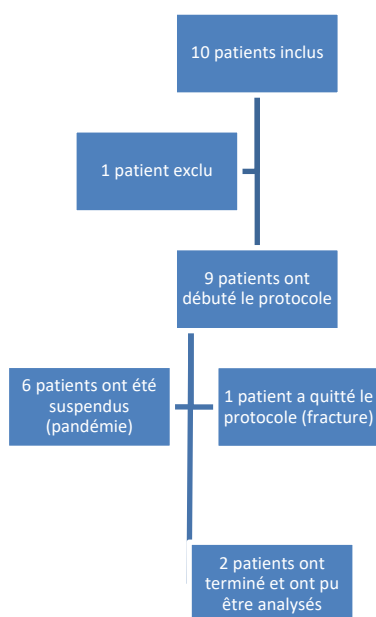 10 patients inclus
1 patient exclu
9 patients ont
débuté le protocole
6 patients ont été
suspendus
(pandémie)
1 patient a quitté le
protocole (fracture)
2 patients ont
terminé et ont pu
être analysés